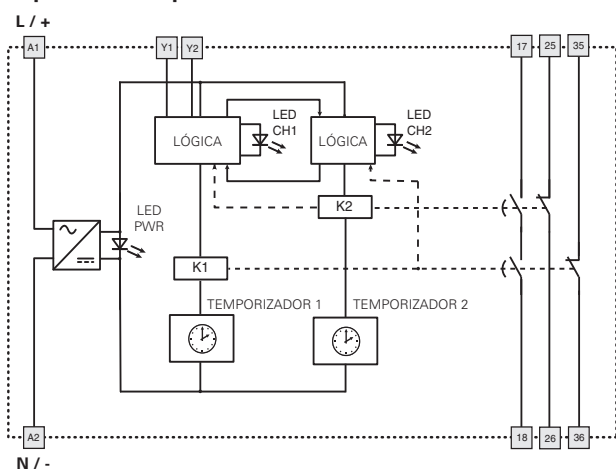 L / +
A1
Y1
Y2
17
25
35
LED
CH1
LED
CH2
LÓGICA
LÓGICA
K2
LED
PWR
K1
TEMPORIZADOR 1
TEMPORIZADOR 2
A2
18
26
36
N / -